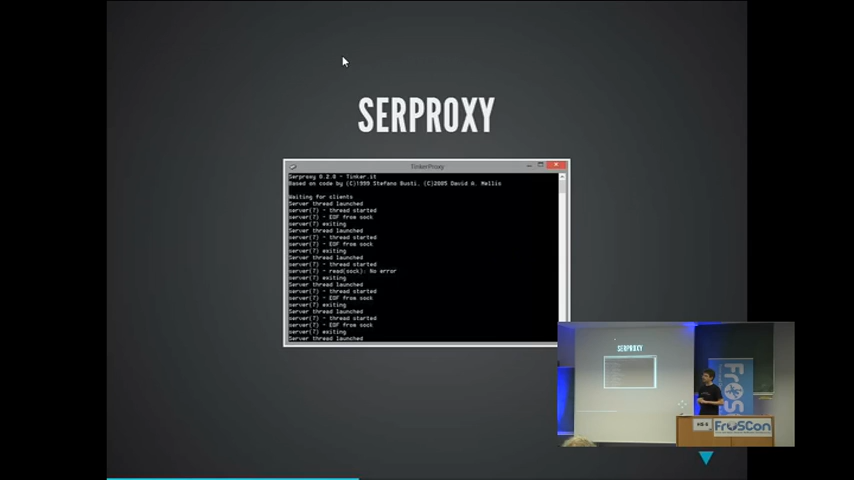 SERPROXY
TinkerProxy
Serproxy 0.2.0 - Tinker.it
Based on code by (C)1999 Stefano Busti, (C)2005 David A. Mellis
Waiting for clients
Server thread launched
server(7) - thread started
server(7) - EOF from sock
server(7) exiting
Server thread launched
server(7) - thread started
server(7) - EOF from sock
server(7) exiting
Server thread launched
server(7) - thread started
server(7) - read(sock): No error
server(7) exiting
Server thread launched
server(7) - thread started
server(7) - EOF from sock
server(7) exiting
Server thread launched
server(7) - thread started
server(7) - EOF from sock
server(7) exiting
Server thread launched
SERPROXY
FrOS
FrOSCon